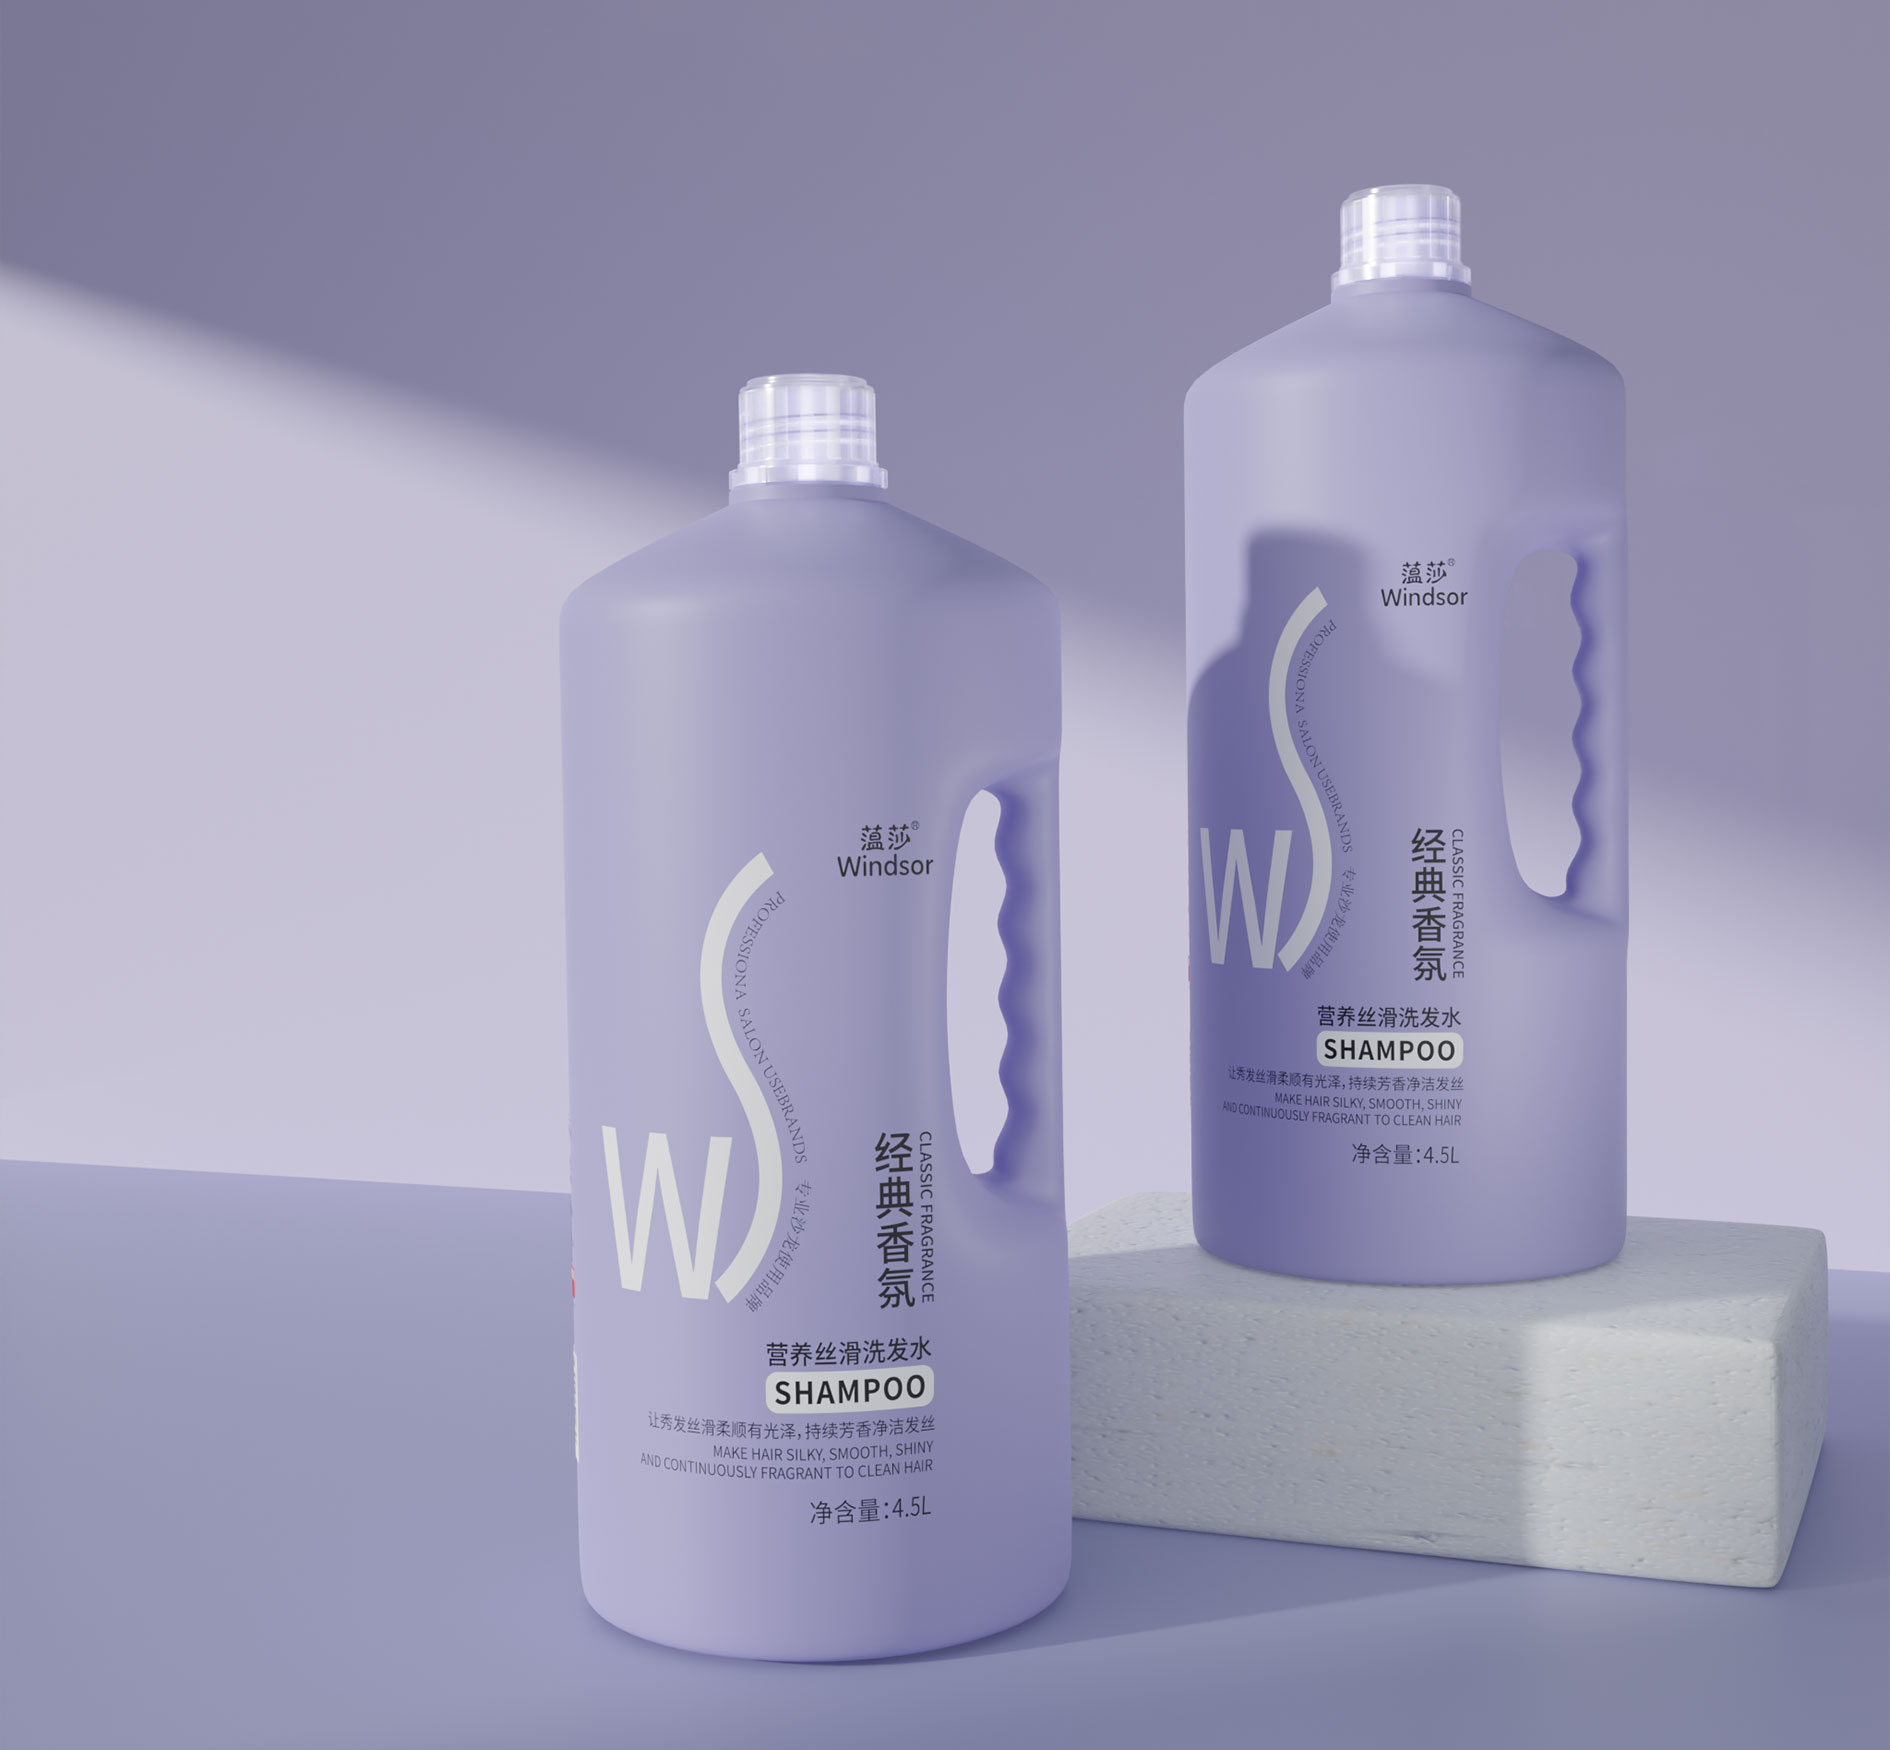 蕰莎®
Windsor
WS
PROFESSIONA SALON USEBRANDS 专业沙龙使用品牌
经典香氛
CLASSIC FRAGRANCE
营养丝滑洗发水
SHAMPOO
让秀发丝滑柔顺有光泽，持续芳香净洁发丝
MAKE HAIR SILKY, SMOOTH, SHINY
AND CONTINUOUSLY FRAGRANT TO CLEAN HAIR
净含量：4.5L
蕰莎®
Windsor
WS
PROFESSIONA SALON USEBRANDS 专业沙龙使用品牌
经典香氛
CLASSIC FRAGRANCE
营养丝滑洗发水
SHAMPOO
让秀发丝滑柔顺有光泽，持续芳香净洁发丝
MAKE HAIR SILKY, SMOOTH, SHINY
AND CONTINUOUSLY FRAGRANT TO CLEAN HAIR
净含量：4.5L